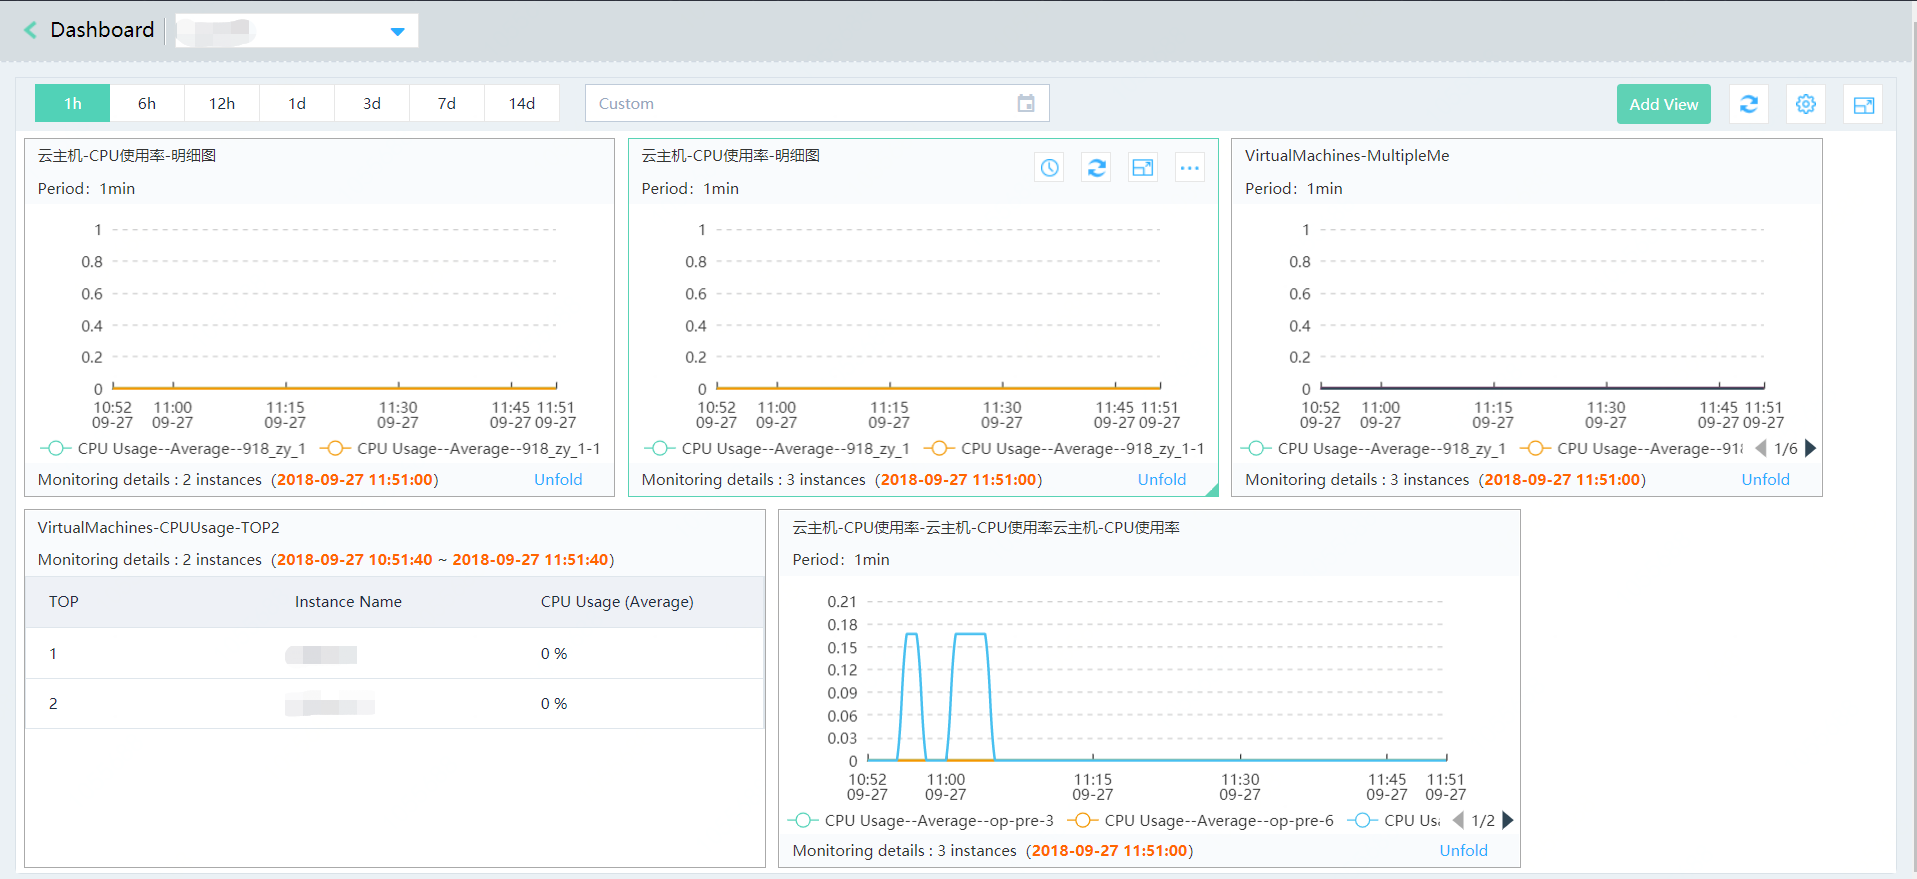 Dashboard
1h 6h 12h 1d 3d 7d 14d Custom Add View
云主机-CPU使用率-明细图
Period： 1min
1
0.8
0.6
0.4
0.2
0
10:52 11:00 11:15 11:30 11:45 11:51
09-27 09-27 09-27 09-27 09-27 09-27
CPU Usage--Average--918_zy_1 CPU Usage--Average--918_zy_1-1
Monitoring details : 2 instances (2018-09-27 11:51:00) Unfold
云主机-CPU使用率-明细图
Period： 1min
1
0.8
0.6
0.4
0.2
0
10:52 11:00 11:15 11:30 11:45 11:51
09-27 09-27 09-27 09-27 09-27 09-27
CPU Usage--Average--918_zy_1 CPU Usage--Average--918_zy_1-1
Monitoring details : 3 instances (2018-09-27 11:51:00) Unfold
VirtualMachines-MultipleMe
Period： 1min
1
0.8
0.6
0.4
0.2
0
10:52 11:00 11:15 11:30 11:45 11:51
09-27 09-27 09-27 09-27 09-27 09-27
CPU Usage--Average--918_zy_1 CPU Usage--Average--91 1/6
Monitoring details : 3 instances (2018-09-27 11:51:00) Unfold
VirtualMachines-CPUUsage-TOP2
Monitoring details : 2 instances (2018-09-27 10:51:40 ~ 2018-09-27 11:51:40)
TOP Instance Name CPU Usage (Average)
1 0 %
2 0 %
云主机-CPU使用率-云主机-CPU使用率云主机-CPU使用率
Period： 1min
0.21
0.18
0.15
0.12
0.09
0.06
0.03
0
10:52 11:00 11:15 11:30 11:45 11:51
09-27 09-27 09-27 09-27 09-27 09-27
CPU Usage--Average--op-pre-3 CPU Usage--Average--op-pre-6 CPU Us 1/2
Monitoring details : 3 instances (2018-09-27 11:51:00) Unfold